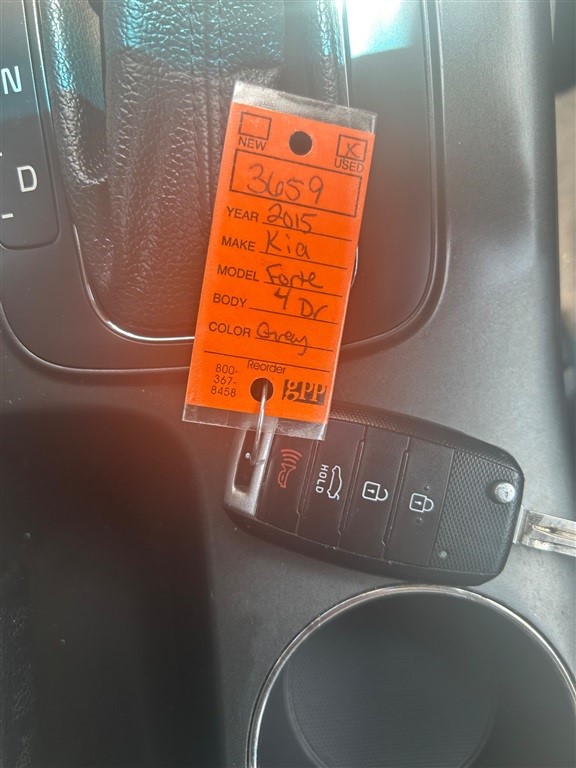 N
D
-
NEW
X
USED
3659
YEAR 2015
MAKE Kia
MODEL Forte
BODY 4 Dr
COLOR Grey
Reorder
800-
367-
8458
gpp
HOLD